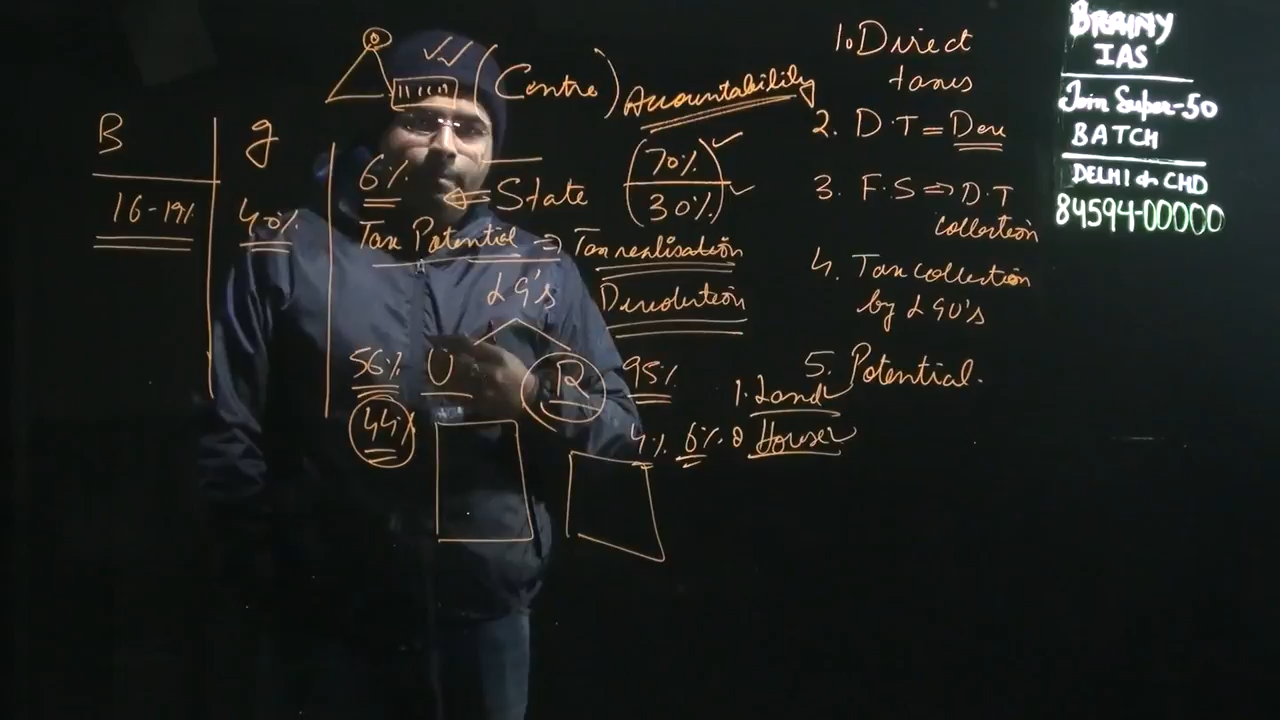 (Centre)
Accountability
B
g
6%
State
70%
30%
16-19%
40%
Tax Potential => Tax realisation
LG's
Devolution
56%
U
R
95%
44%
4%
6%
1. Land
Houses
1. Direct
taxes
2. D.T = Dev
3. F.S => D.T
collection
4. Tax collection
by LGO's
5. Potential.
BRAINY
IAS
Join Super-50
BATCH
DELHI & CHD
84594-00000